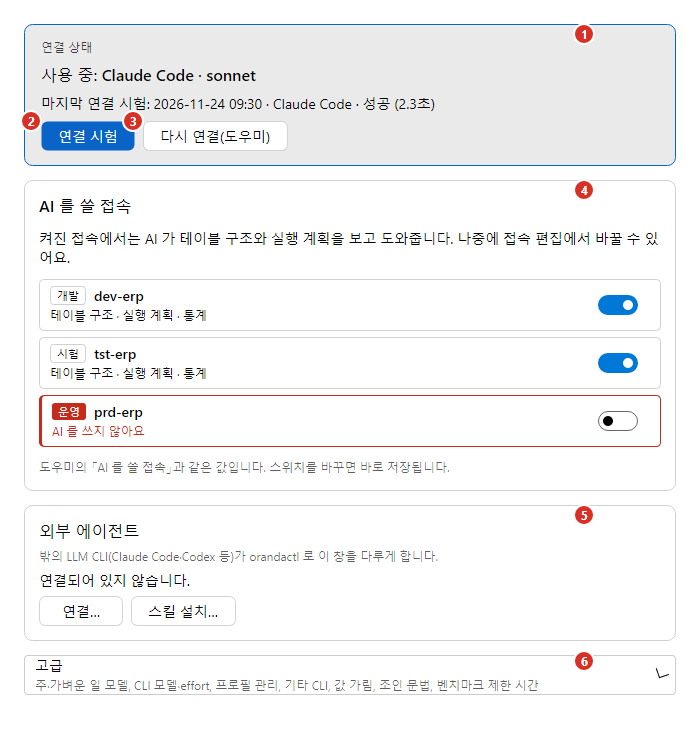 1
연결 상태
사용 중: Claude Code · sonnet
마지막 연결 시험: 2026-11-24 09:30 · Claude Code · 성공 (2.3초)
2 연결 시험 3 다시 연결(도우미)
4
AI 를 쓸 접속
켜진 접속에서는 AI 가 테이블 구조와 실행 계획을 보고 도와줍니다. 나중에 접속 편집에서 바꿀 수 있
어요.
개발 dev-erp
테이블 구조 · 실행 계획 · 통계
시험 tst-erp
테이블 구조 · 실행 계획 · 통계
운영 prd-erp
AI 를 쓰지 않아요
도우미의 「AI 를 쓸 접속」과 같은 값입니다. 스위치를 바꾸면 바로 저장됩니다.
5
외부 에이전트
밖의 LLM CLI(Claude Code·Codex 등)가 orandactl 로 이 창을 다루게 합니다.
연결되어 있지 않습니다.
연결... 스킬 설치...
6
고급
주·가벼운 일 모델, CLI 모델·effort, 프로필 관리, 기타 CLI, 값 가림, 조인 문법, 벤치마크 제한 시간